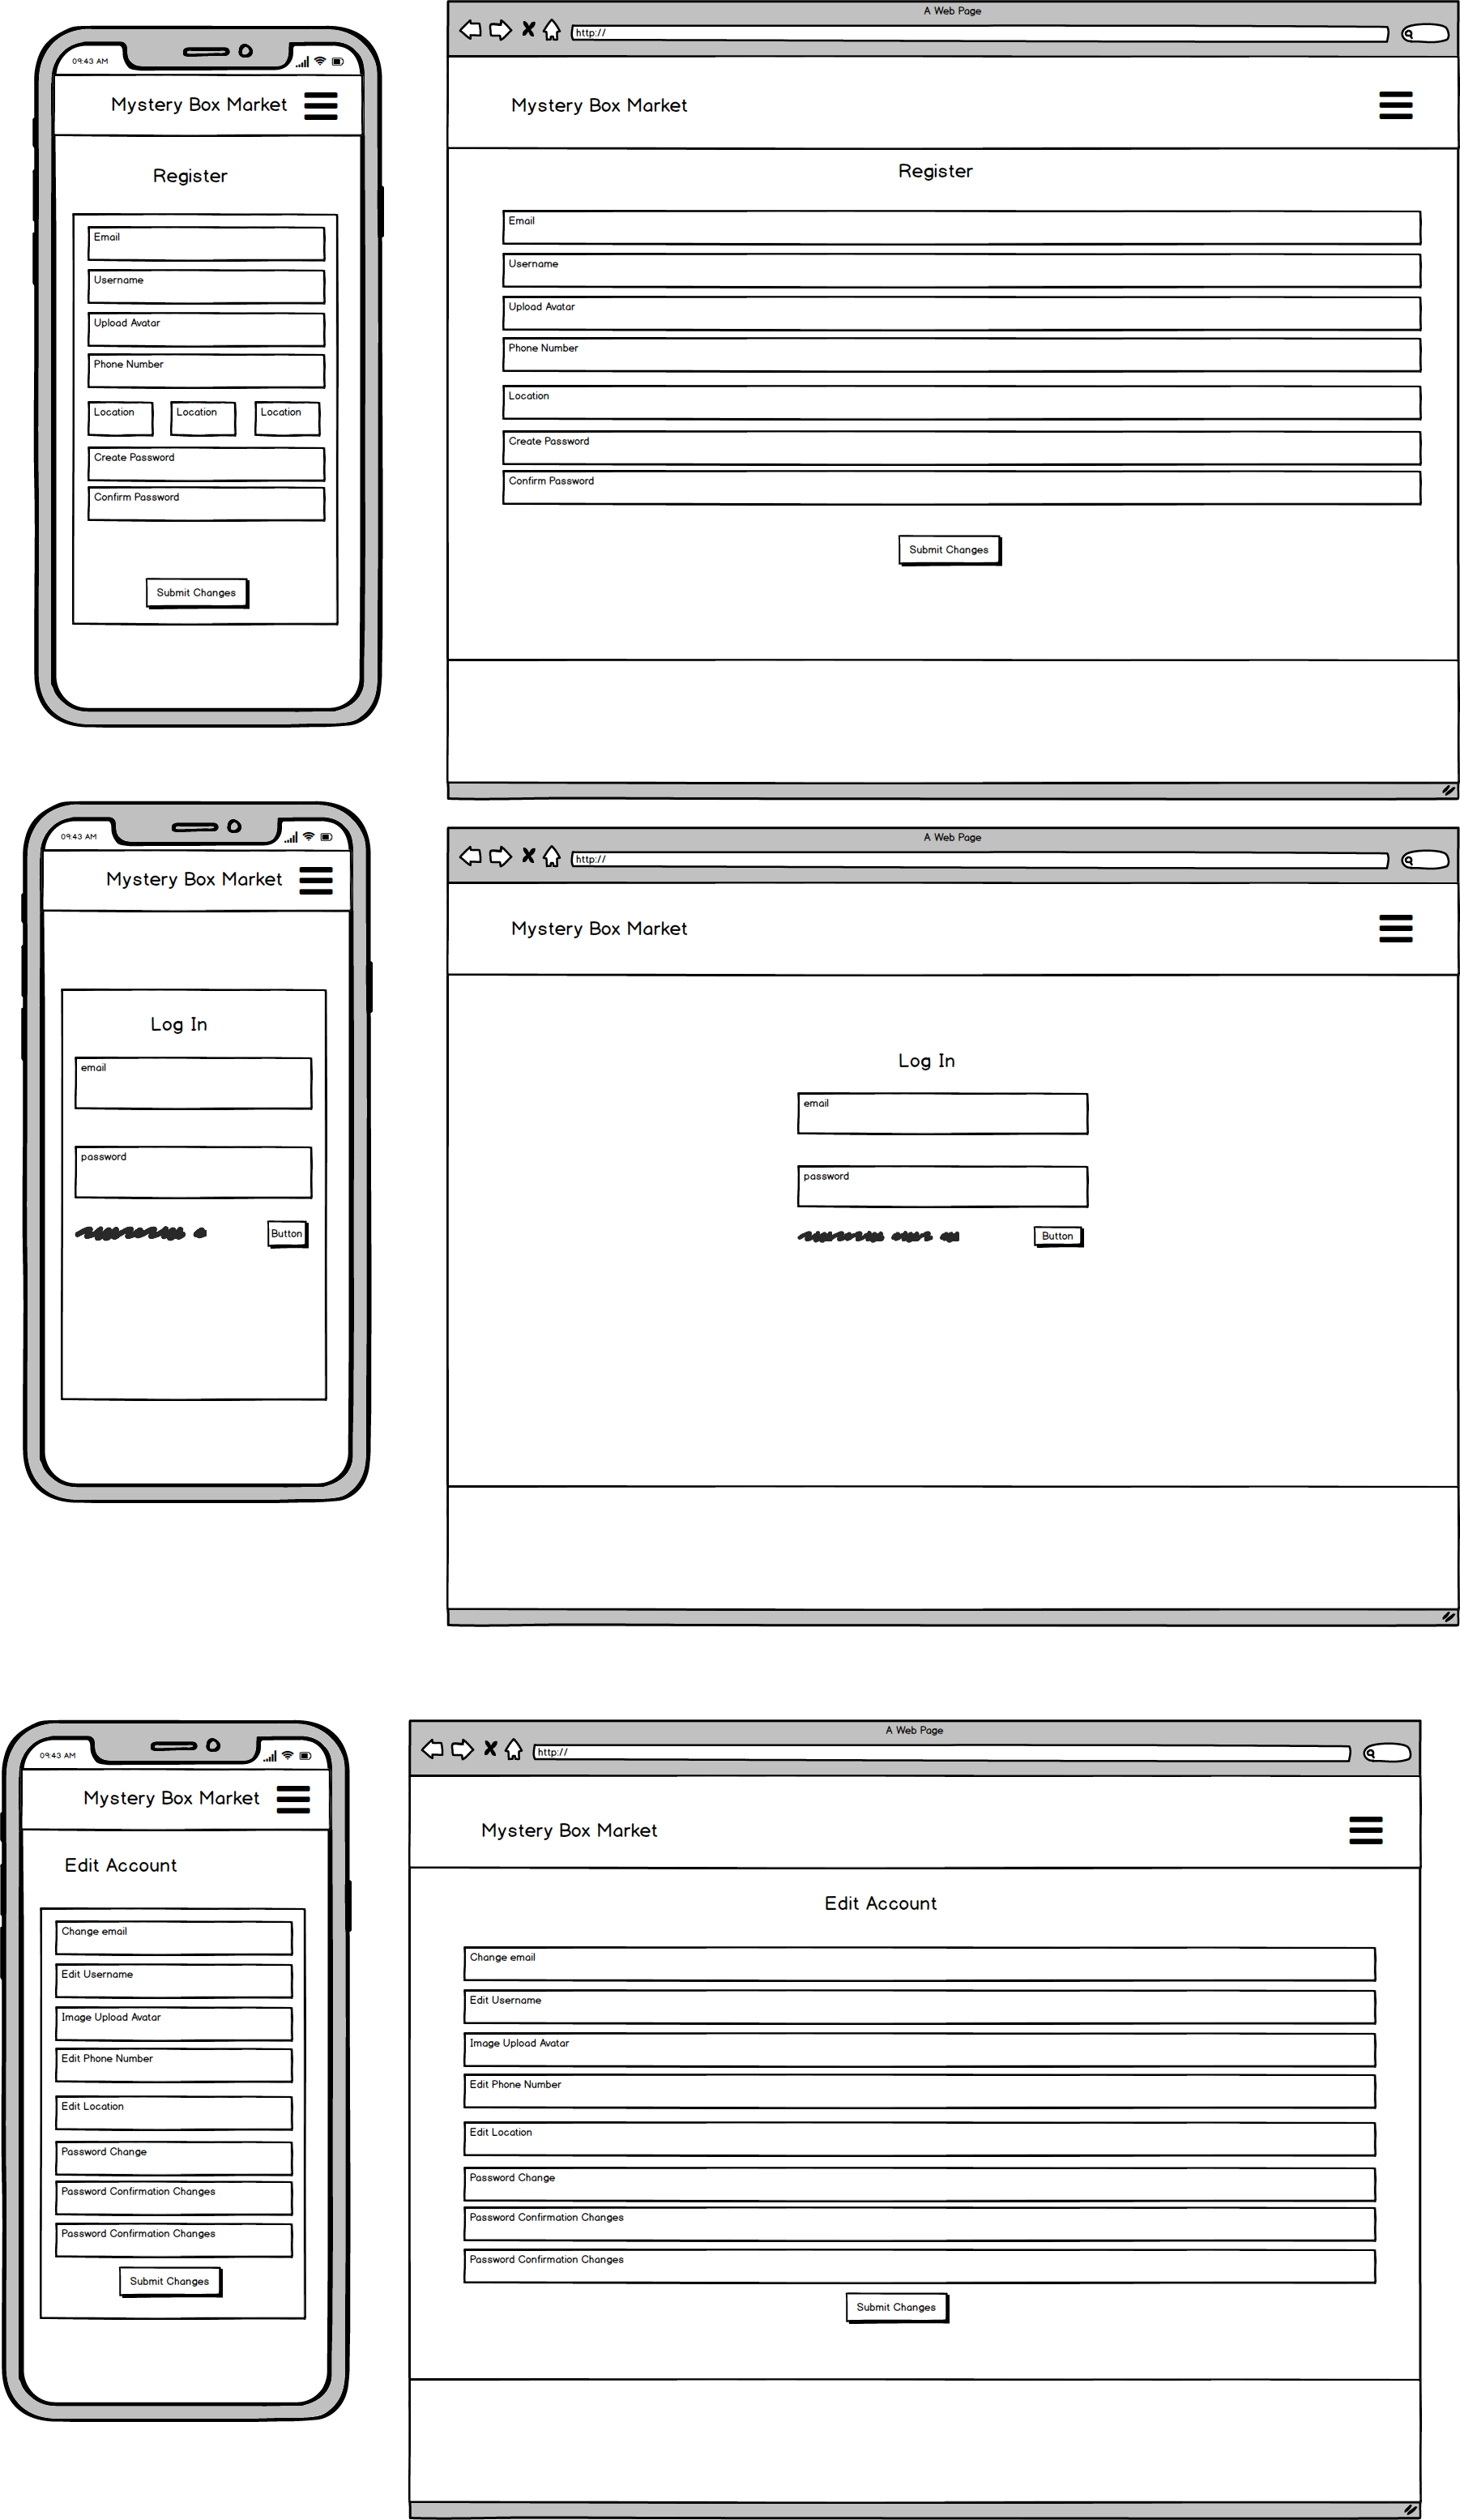 09:43 AM
Mystery Box Market
Register
Email
Username
Upload Avatar
Phone Number
Location Location Location
Create Password
Confirm Password
Submit Changes
A Web Page
http://
Mystery Box Market
Register
Email
Username
Upload Avatar
Phone Number
Location
Create Password
Confirm Password
Submit Changes
09:43 AM
Mystery Box Market
Log In
email
password
Button
A Web Page
http://
Mystery Box Market
Log In
email
password
Button
09:43 AM
Mystery Box Market
Edit Account
Change email
Edit Username
Image Upload Avatar
Edit Phone Number
Edit Location
Password Change
Password Confirmation Changes
Password Confirmation Changes
Submit Changes
A Web Page
http://
Mystery Box Market
Edit Account
Change email
Edit Username
Image Upload Avatar
Edit Phone Number
Edit Location
Password Change
Password Confirmation Changes
Password Confirmation Changes
Submit Changes